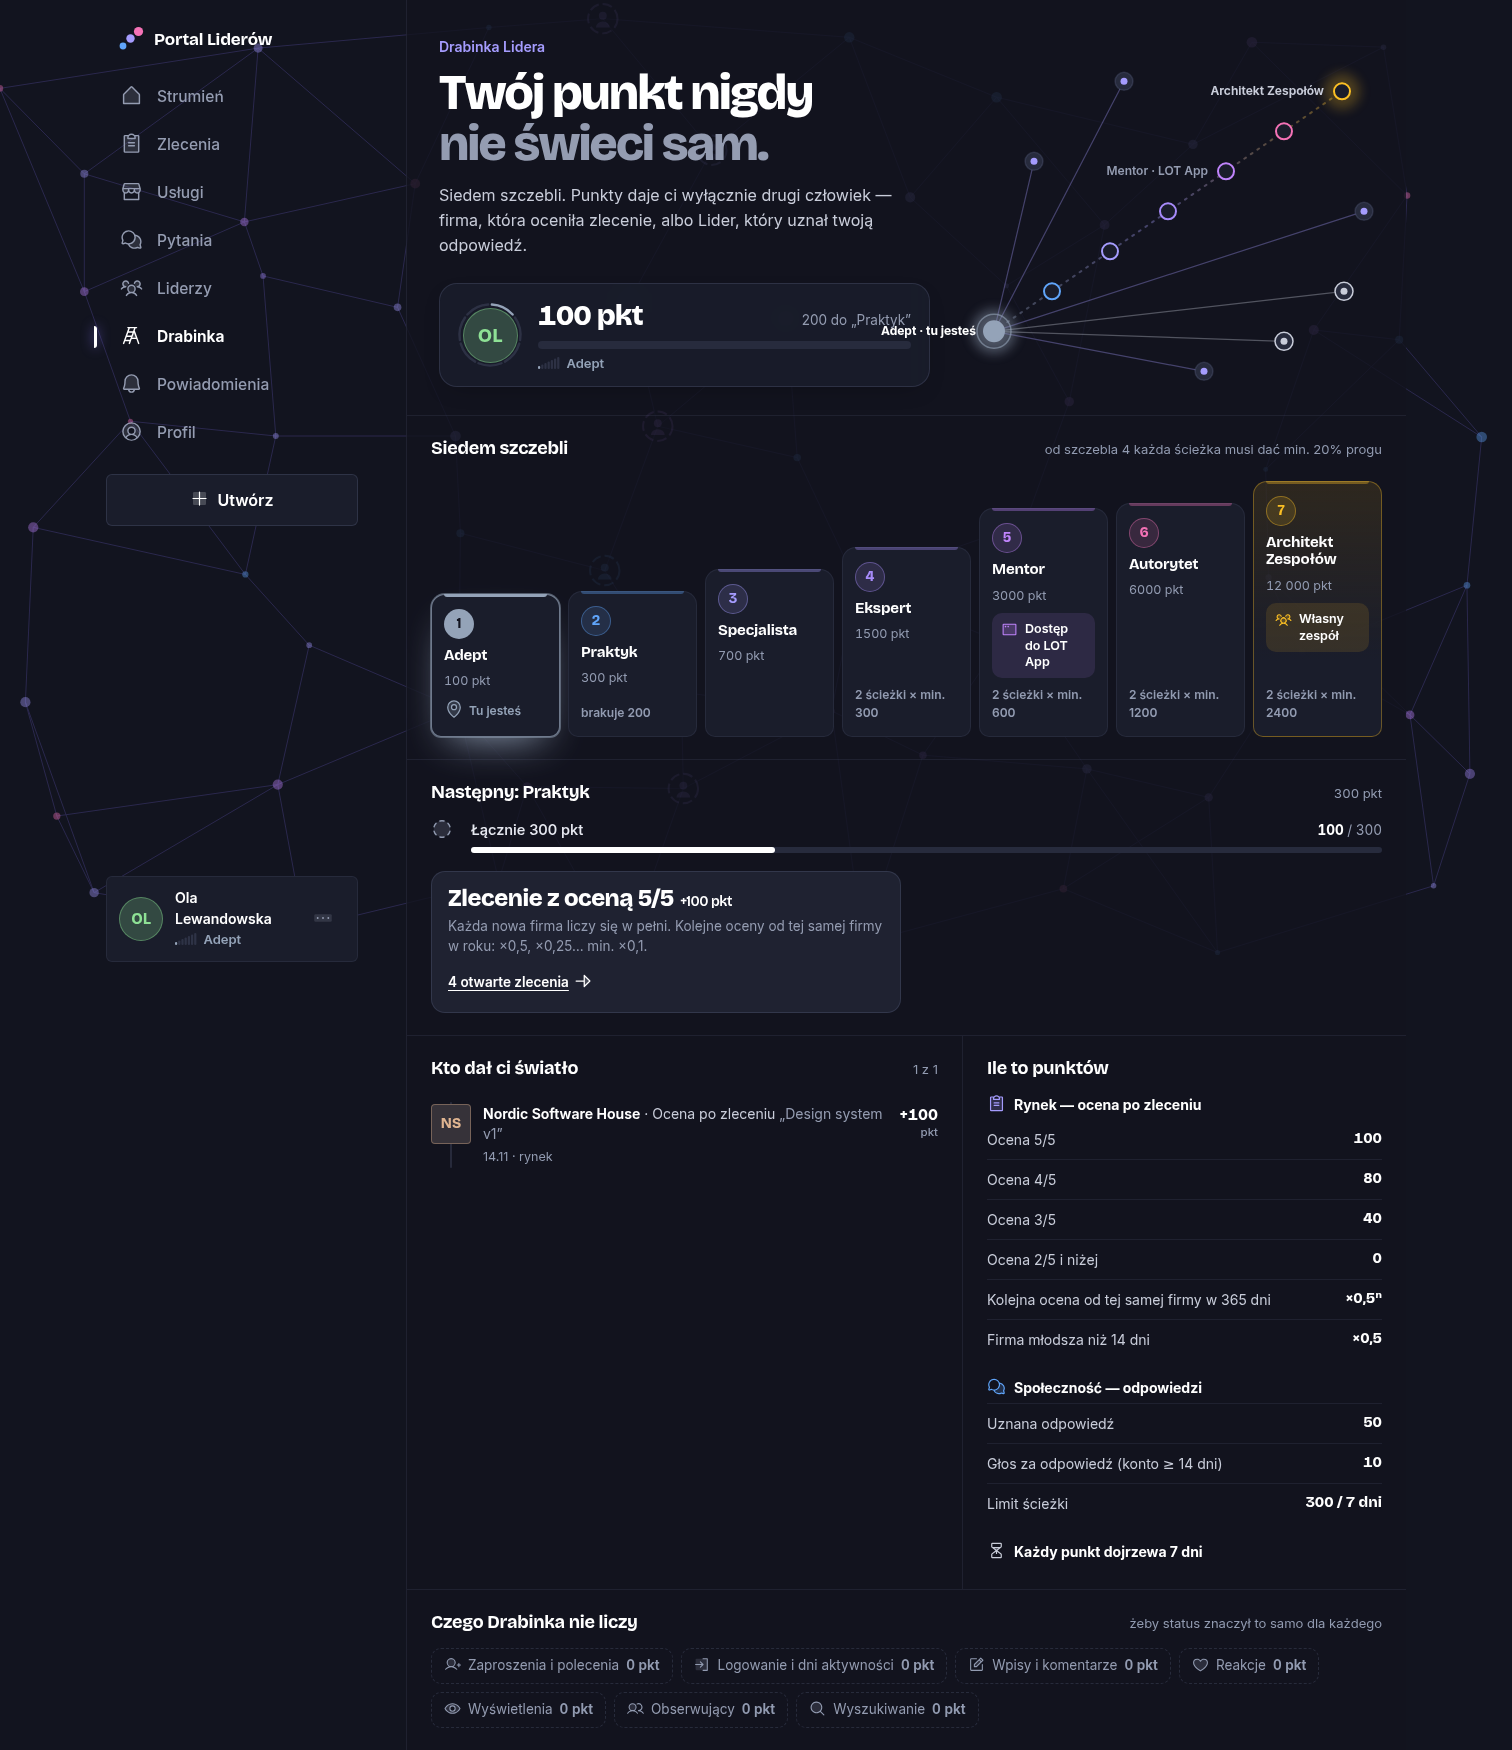 Portal Liderów
Strumień
Zlecenia
Usługi
Pytania
Liderzy
Drabinka
Powiadomienia
Profil
Utwórz
OL
Ola
Lewandowska
Adept
Drabinka Lidera
Twój punkt nigdy
nie świeci sam.
Siedem szczebli. Punkty daje ci wyłącznie drugi człowiek —
firma, która oceniła zlecenie, albo Lider, który uznał twoją
odpowiedź.
OL
100 pkt
200 do „Praktyk”
Adept
Architekt Zespołów
Mentor · LOT App
Adept · tu jesteś
Siedem szczebli
od szczebla 4 każda ścieżka musi dać min. 20% progu
1
Adept
100 pkt
Tu jesteś
2
Praktyk
300 pkt
brakuje 200
3
Specjalista
700 pkt
4
Ekspert
1500 pkt
2 ścieżki × min.
300
5
Mentor
3000 pkt
Dostęp
do LOT
App
2 ścieżki × min.
600
6
Autorytet
6000 pkt
2 ścieżki × min.
1200
7
Architekt
Zespołów
12 000 pkt
Własny
zespół
2 ścieżki × min.
2400
Następny: Praktyk
300 pkt
Łącznie 300 pkt
100 / 300
Zlecenie z oceną 5/5 +100 pkt
Każda nowa firma liczy się w pełni. Kolejne oceny od tej samej firmy
w roku: ×0,5, ×0,25... min. ×0,1.
4 otwarte zlecenia
Kto dał ci światło
1 z 1
NS
Nordic Software House · Ocena po zleceniu „Design system
v1”
14.11 · rynek
+100
pkt
Ile to punktów
Rynek — ocena po zleceniu
Ocena 5/5 100
Ocena 4/5 80
Ocena 3/5 40
Ocena 2/5 i niżej 0
Kolejna ocena od tej samej firmy w 365 dni ×0,5ⁿ
Firma młodsza niż 14 dni ×0,5
Społeczność — odpowiedzi
Uznana odpowiedź 50
Głos za odpowiedź (konto ≥ 14 dni) 10
Limit ścieżki 300 / 7 dni
Każdy punkt dojrzewa 7 dni
Czego Drabinka nie liczy
żeby status znaczył to samo dla każdego
Zaproszenia i polecenia 0 pkt
Logowanie i dni aktywności 0 pkt
Wpisy i komentarze 0 pkt
Reakcje 0 pkt
Wyświetlenia 0 pkt
Obserwujący 0 pkt
Wyszukiwanie 0 pkt